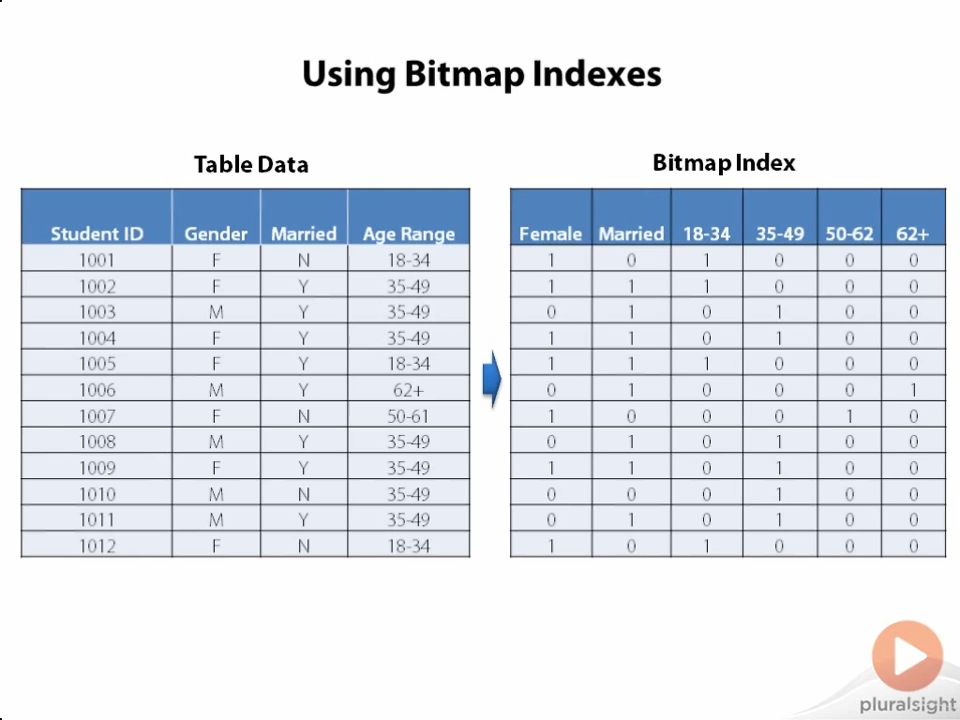 Using Bitmap Indexes
Table Data
Student ID Gender Married Age Range
1001 F N 18-34
1002 F Y 35-49
1003 M Y 35-49
1004 F Y 35-49
1005 F Y 18-34
1006 M Y 62+
1007 F N 50-61
1008 M Y 35-49
1009 F Y 35-49
1010 M N 35-49
1011 M Y 35-49
1012 F N 18-34
Bitmap Index
Female Married 18-34 35-49 50-62 62+
1 0 1 0 0 0
1 1 1 0 0 0
0 1 0 1 0 0
1 1 0 1 0 0
1 1 1 0 0 0
0 1 0 0 0 1
1 0 0 0 1 0
0 1 0 1 0 0
1 1 0 1 0 0
0 0 0 1 0 0
0 1 0 1 0 0
1 0 1 0 0 0
pluralsight